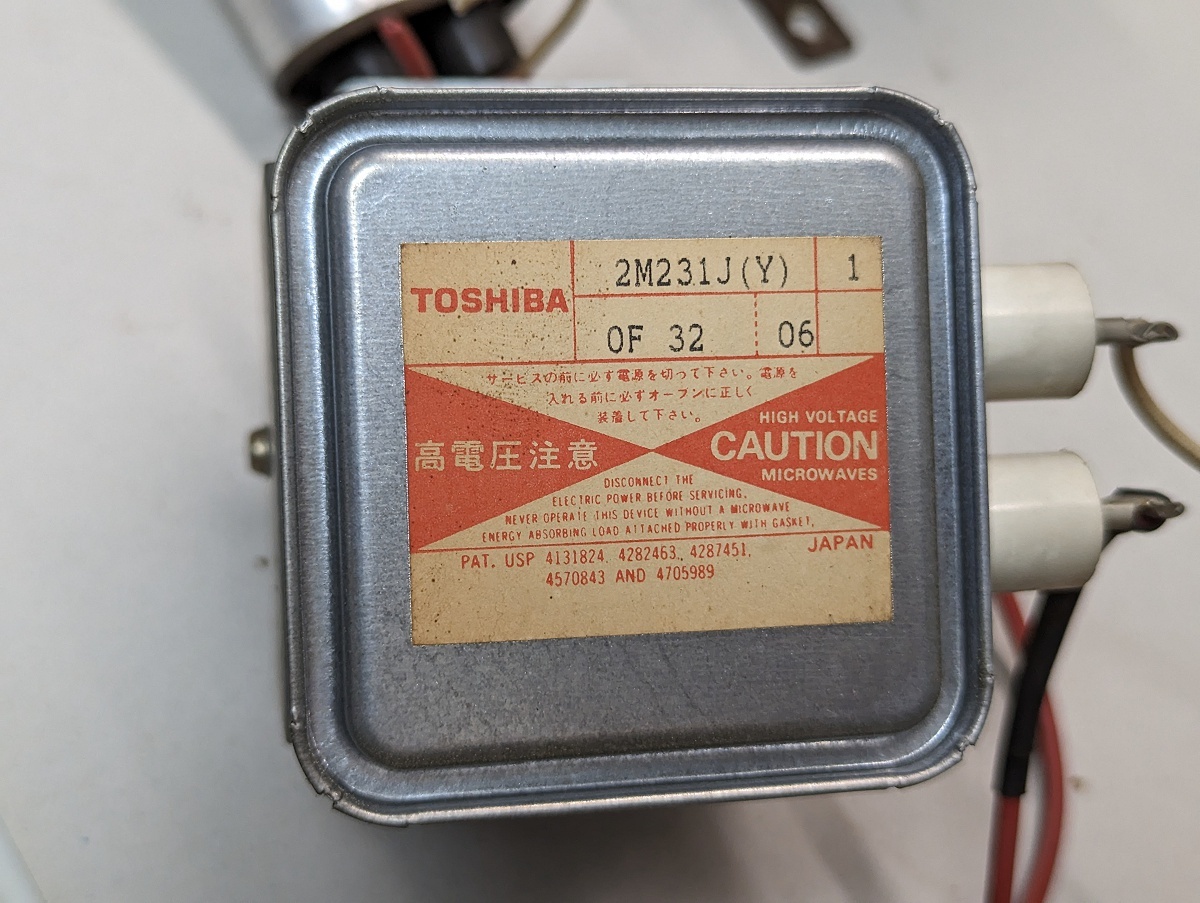 TOSHIBA
2M231J(Y) 1
0F 32 06
サービスの前に必ず電源を切って下さい。電源を
入れる前に必ずオーブンに正しく
装着して下さい。
高電圧注意
HIGH VOLTAGE
CAUTION
MICROWAVES
DISCONNECT THE
ELECTRIC POWER BEFORE SERVICING.
NEVER OPERATE THIS DEVICE WITHOUT A MICROWAVE
ENERGY ABSORBING LOAD ATTACHED PROPERLY WITH GASKET.
JAPAN
PAT. USP 4131824, 4282463, 4287451,
4570843 AND 4705989